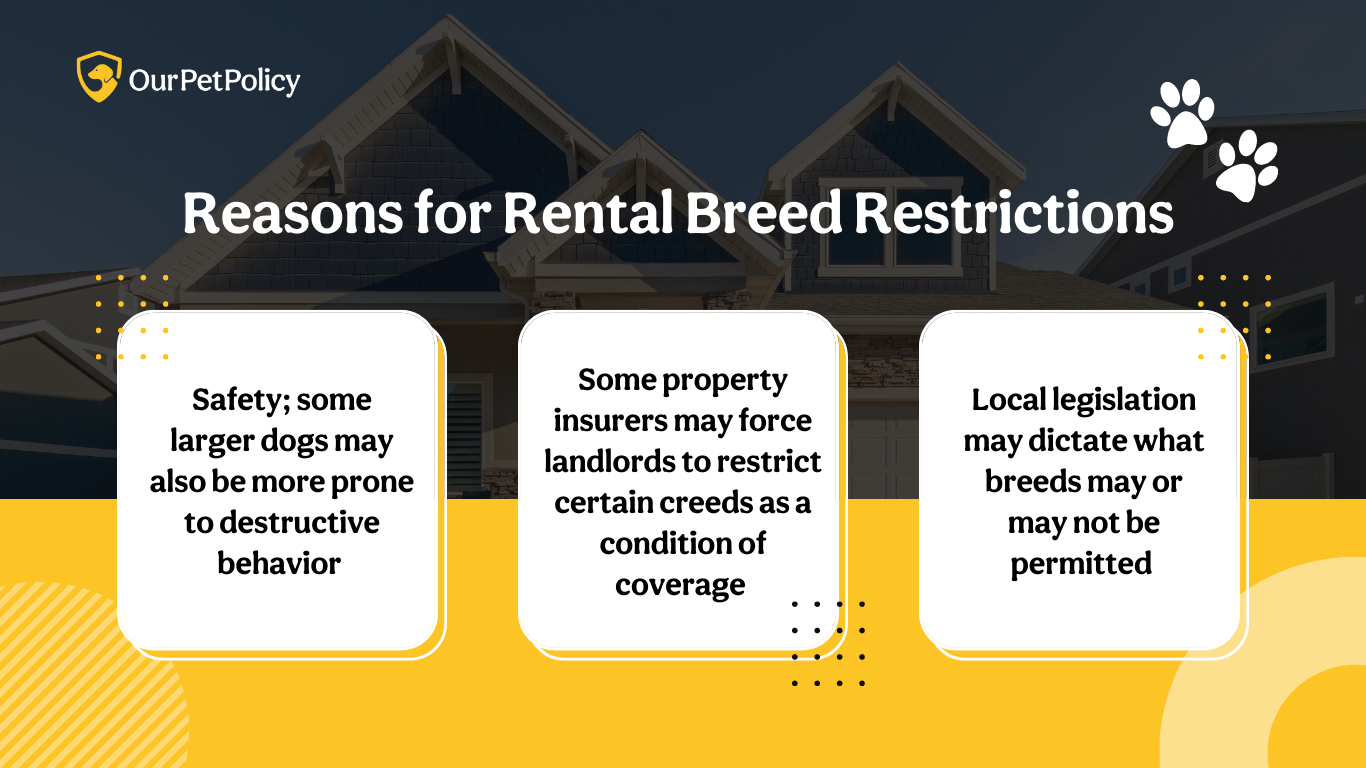 OurPetPolicy
Reasons for Rental Breed Restrictions
Safety; some
larger dogs may
also be more prone
to destructive
behavior
Some property
insurers may force
landlords to restrict
certain creeds as a
condition of
coverage
Local legislation
may dictate what
breeds may or
may not be
permitted